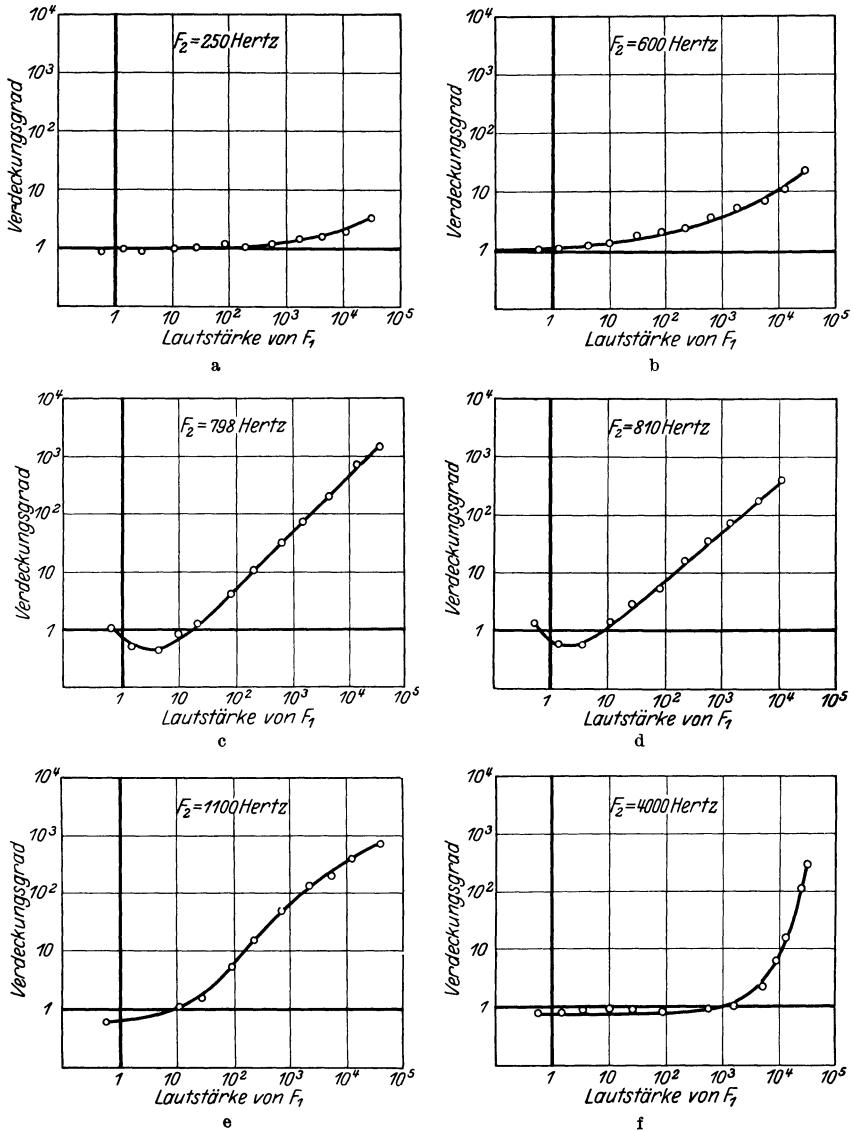 10⁴
F₂=250 Hertz
10³
10²
10
1
Verdeckungsgrad
1 10 10² 10³ 10⁴ 10⁵
Lautstärke von F₁
a
10⁴
F₂=600 Hertz
10³
10²
10
1
Verdeckungsgrad
1 10 10² 10³ 10⁴ 10⁵
Lautstärke von F₁
b
10⁴
F₂=798 Hertz
10³
10²
10
1
Verdeckungsgrad
1 10 10² 10³ 10⁴ 10⁵
Lautstärke von F₁
c
10⁴
F₂=810 Hertz
10³
10²
10
1
Verdeckungsgrad
1 10 10² 10³ 10⁴ 10⁵
Lautstärke von F₁
d
10⁴
F₂=1100 Hertz
10³
10²
10
1
Verdeckungsgrad
1 10 10² 10³ 10⁴ 10⁵
Lautstärke von F₁
e
10⁴
F₂=4000 Hertz
10³
10²
10
1
Verdeckungsgrad
1 10 10² 10³ 10⁴ 10⁵
Lautstärke von F₁
f